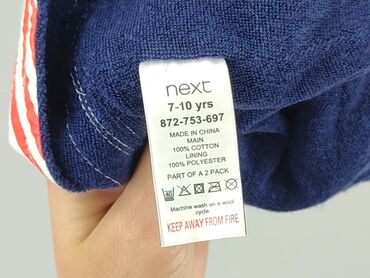 next
7-10 yrs
872-753-697
MADE IN CHINA
MAIN
100% COTTON
LINING
100% POLYESTER
PART OF A 2 PACK
40
Machine wash on a wool
cycle
KEEP AWAY FROM FIRE